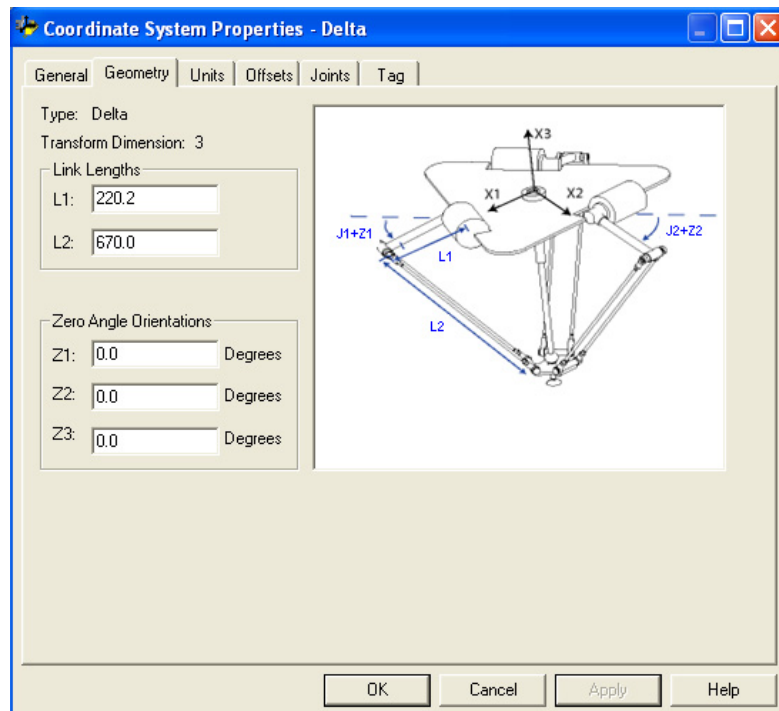 Coordinate System Properties - Delta
General Geometry Units Offsets Joints Tag
Type: Delta
Transform Dimension: 3
Link Lengths
L1: 220.2
L2: 670.0
Zero Angle Orientations
Z1: 0.0 Degrees
Z2: 0.0 Degrees
Z3: 0.0 Degrees
X3
X1 X2
J1+Z1 J2+Z2
L1
L2
OK Cancel Apply Help